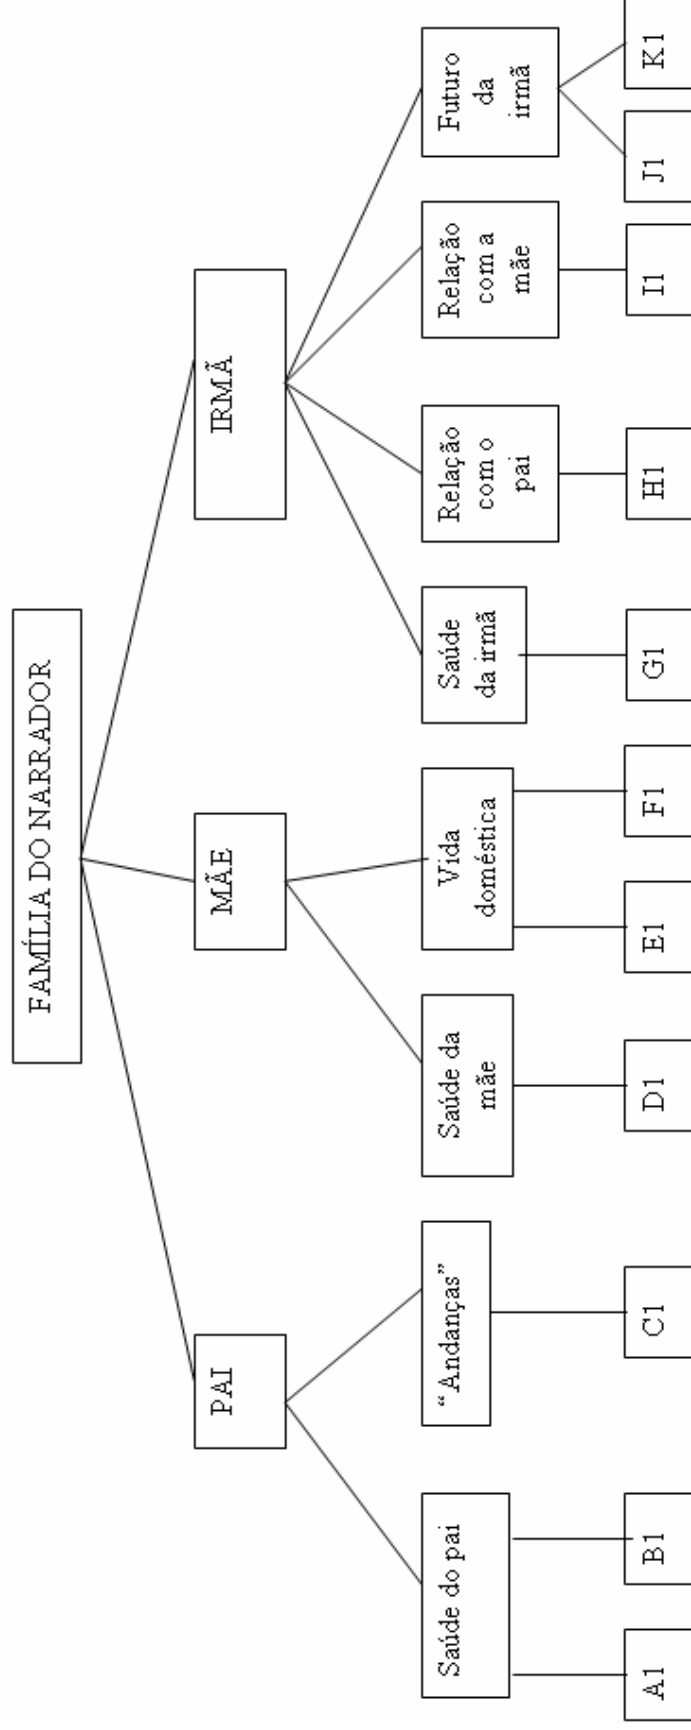 FAMÍLIA DO NARRADOR
PAI
MÃE
IRMÃ
Saúde do pai
“Andanças”
Saúde da
mãe
Vida
doméstica
Saúde
da irmã
Relação
com o
pai
Relação
com a
mãe
Futuro
da
irmã
A1
B1
C1
D1
E1
F1
G1
H1
I1
J1
K1